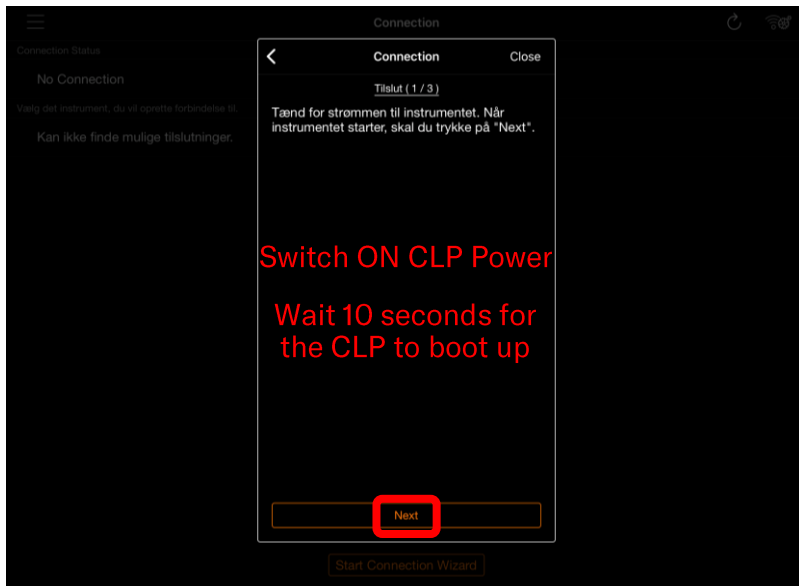 Connection
Connection Status
No Connection
Vælg det instrument, du vil oprette forbindelse til.
Kan ikke finde mulige tilslutninger.
Connection
Close
Tilslut ( 1 / 3 )
Tænd for strømmen til instrumentet. Når
instrumentet starter, skal du trykke på "Next".
Switch ON CLP Power
Wait 10 seconds for
the CLP to boot up
Next
Start Connection Wizard